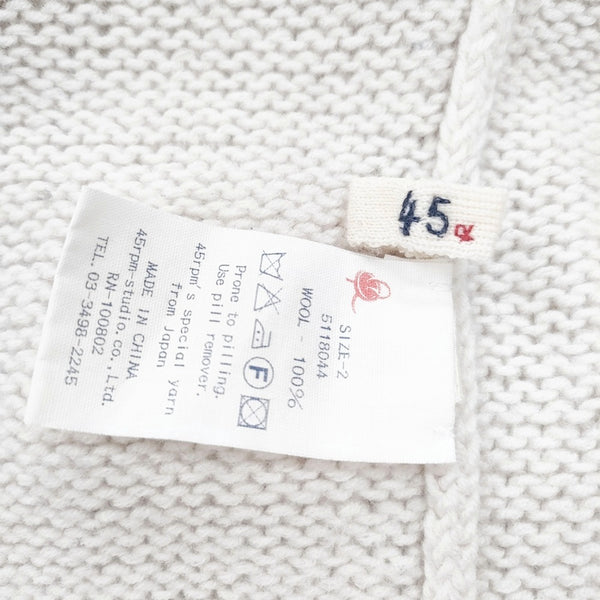 45R
SIZE-2
5118044
WOOL - 100%
F
Prone to pilling.
Use pill remover.
45rpm's special yarn
from Japan
MADE IN CHINA
45rpm-studio.co.,Ltd.
RN-100802
TEL.03-3498-2245